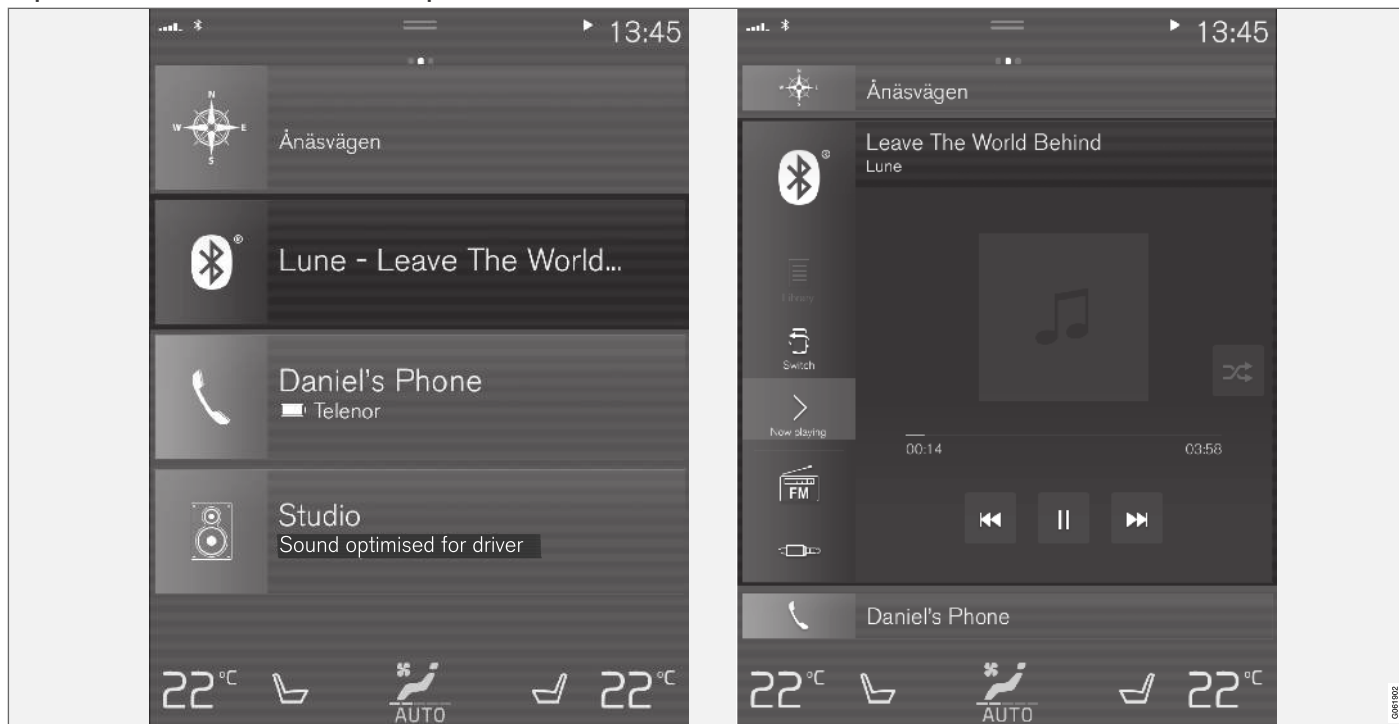 13:45
N
W
E
S
Ånäsvägen
®
Lune - Leave The World...
Daniel's Phone
Telenor
Studio
Sound optimised for driver
22°C
AUTO
22°C
13:45
Ånäsvägen
®
Leave The World Behind
Lune
Library
Switch
Now playing
00:14
03:58
FM
Daniel's Phone
22°C
AUTO
22°C
G061902